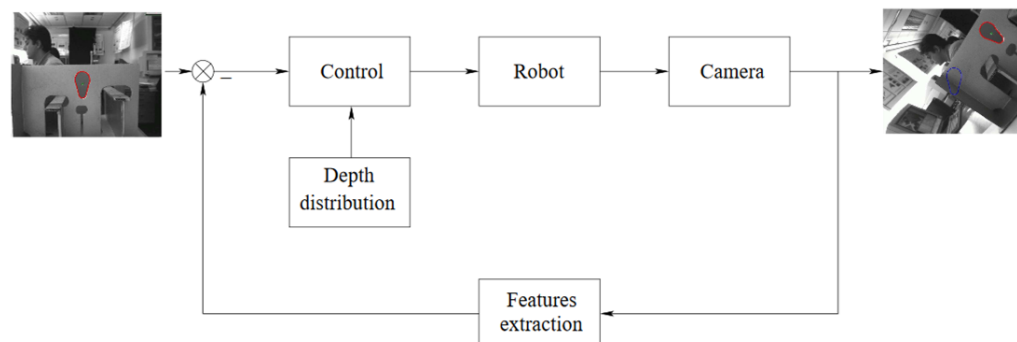 Control
Robot
Camera
Depth
distribution
Features
extraction